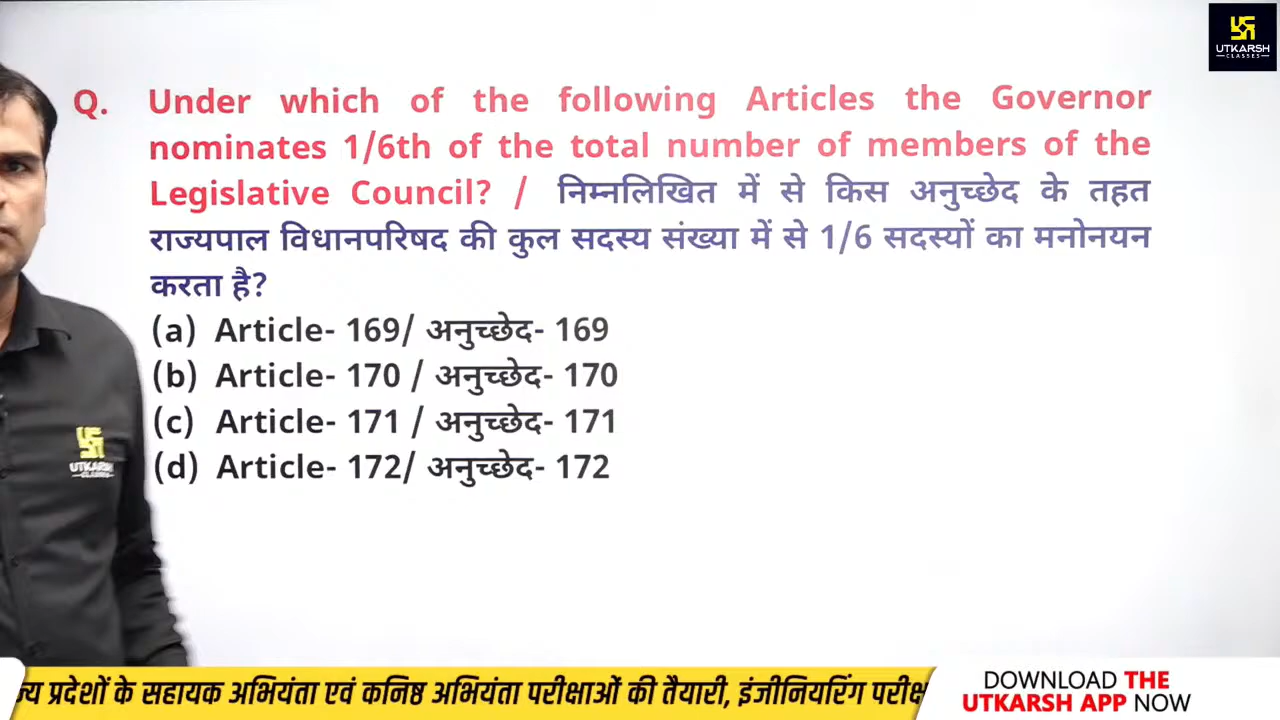 UTKARSH
CLASSES
Q. Under which of the following Articles the Governor
nominates 1/6th of the total number of members of the
Legislative Council? / निम्नलिखित में से किस अनुच्छेद के तहत
राज्यपाल विधानपरिषद की कुल सदस्य संख्या में से 1/6 सदस्यों का मनोनयन
करता है?
(a) Article- 169/ अनुच्छेद- 169
(b) Article- 170 / अनुच्छेद- 170
(c) Article- 171 / अनुच्छेद- 171
(d) Article- 172/ अनुच्छेद- 172
UTKARSH
CLASSES
प्रदेशों के सहायक अभियंता एवं कनिष्ठ अभियंता परीक्षाओं की तैयारी, इंजीनियरिंग
DOWNLOAD THE
UTKARSH APP NOW